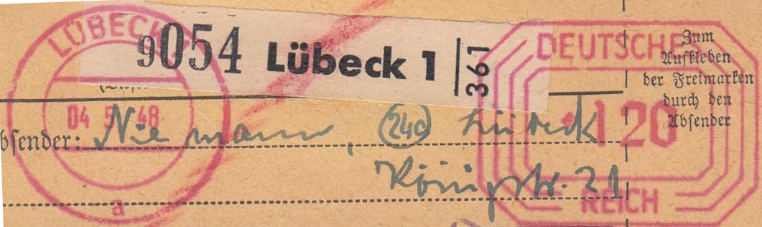 LÜBECK
9054 Lübeck 1 361
DEUTSCHES
Zum
Aufkleben
der Freimarken
durch den
Absender
04 5 48
120
bsender: Niemann, (24a) Lübeck
Königstr. 21
a
REICH